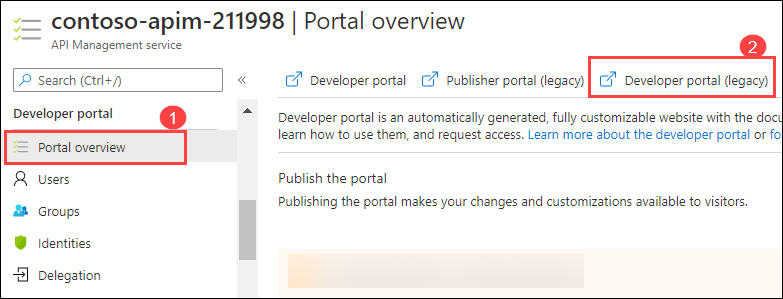 contoso-apim-211998 | Portal overview
API Management service
2
Search (Ctrl+/)
«
Developer portal
Publisher portal (legacy)
Developer portal (legacy)
Developer portal
1
Portal overview
Users
Groups
Identities
Delegation
Developer portal is an automatically generated, fully customizable website with the docu
learn how to use them, and request access. Learn more about the developer portal or fo
Publish the portal
Publishing the portal makes your changes and customizations available to visitors.